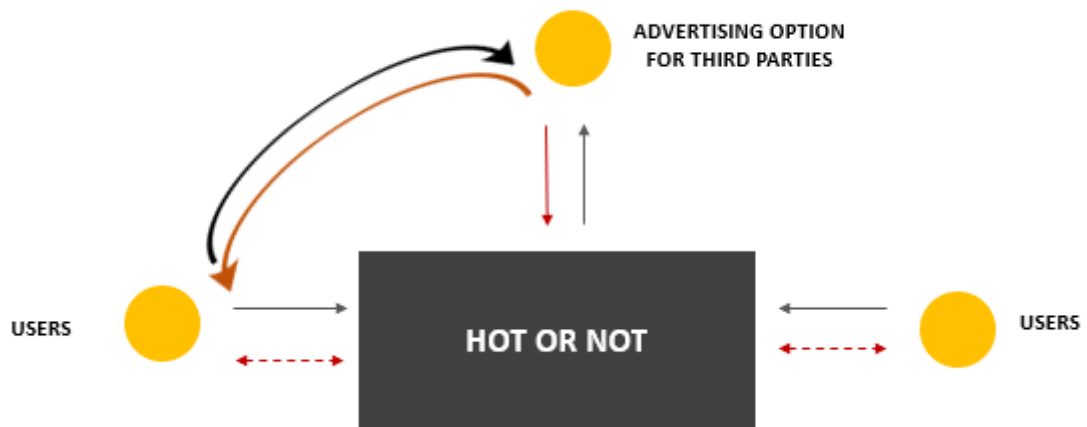 ADVERTISING OPTION
FOR THIRD PARTIES
USERS
HOT OR NOT
USERS